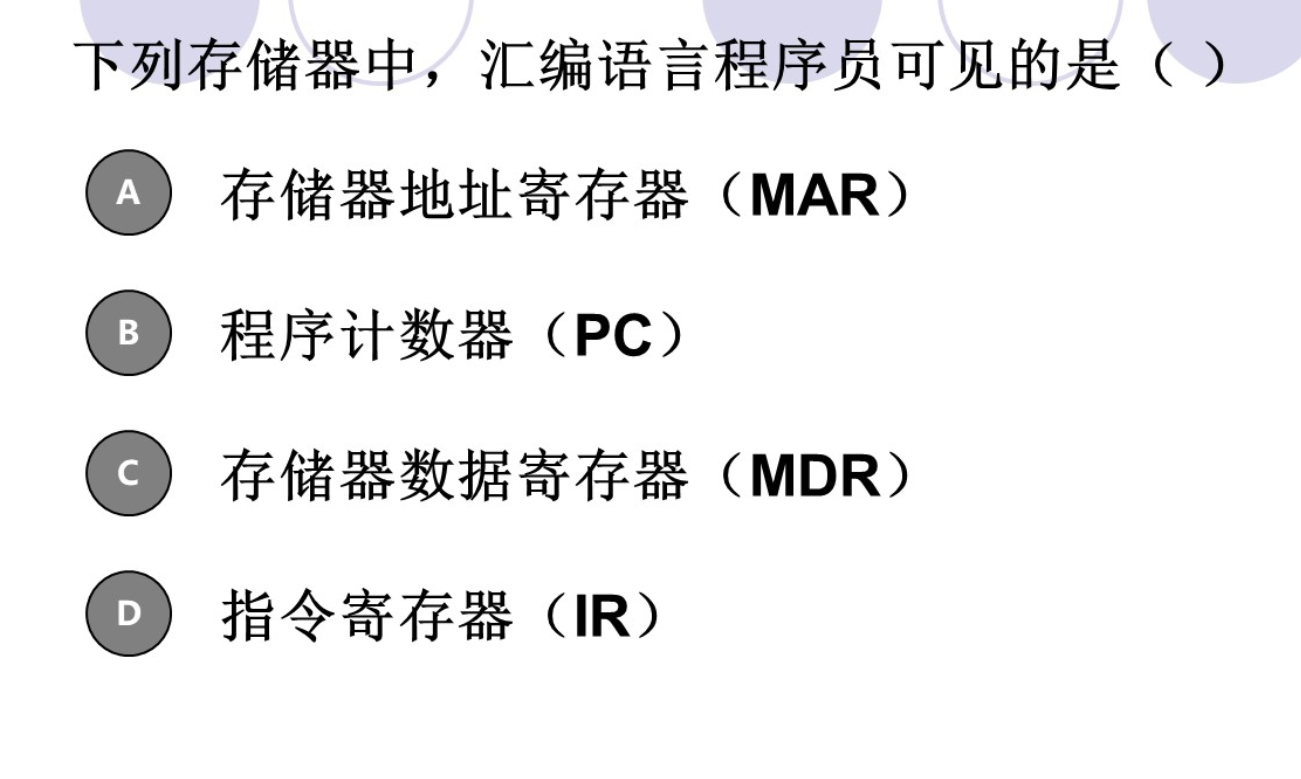 下列存储器中，汇编语言程序员可见的是（ ）
A 存储器地址寄存器（MAR）
B 程序计数器（PC）
C 存储器数据寄存器（MDR）
D 指令寄存器（IR）